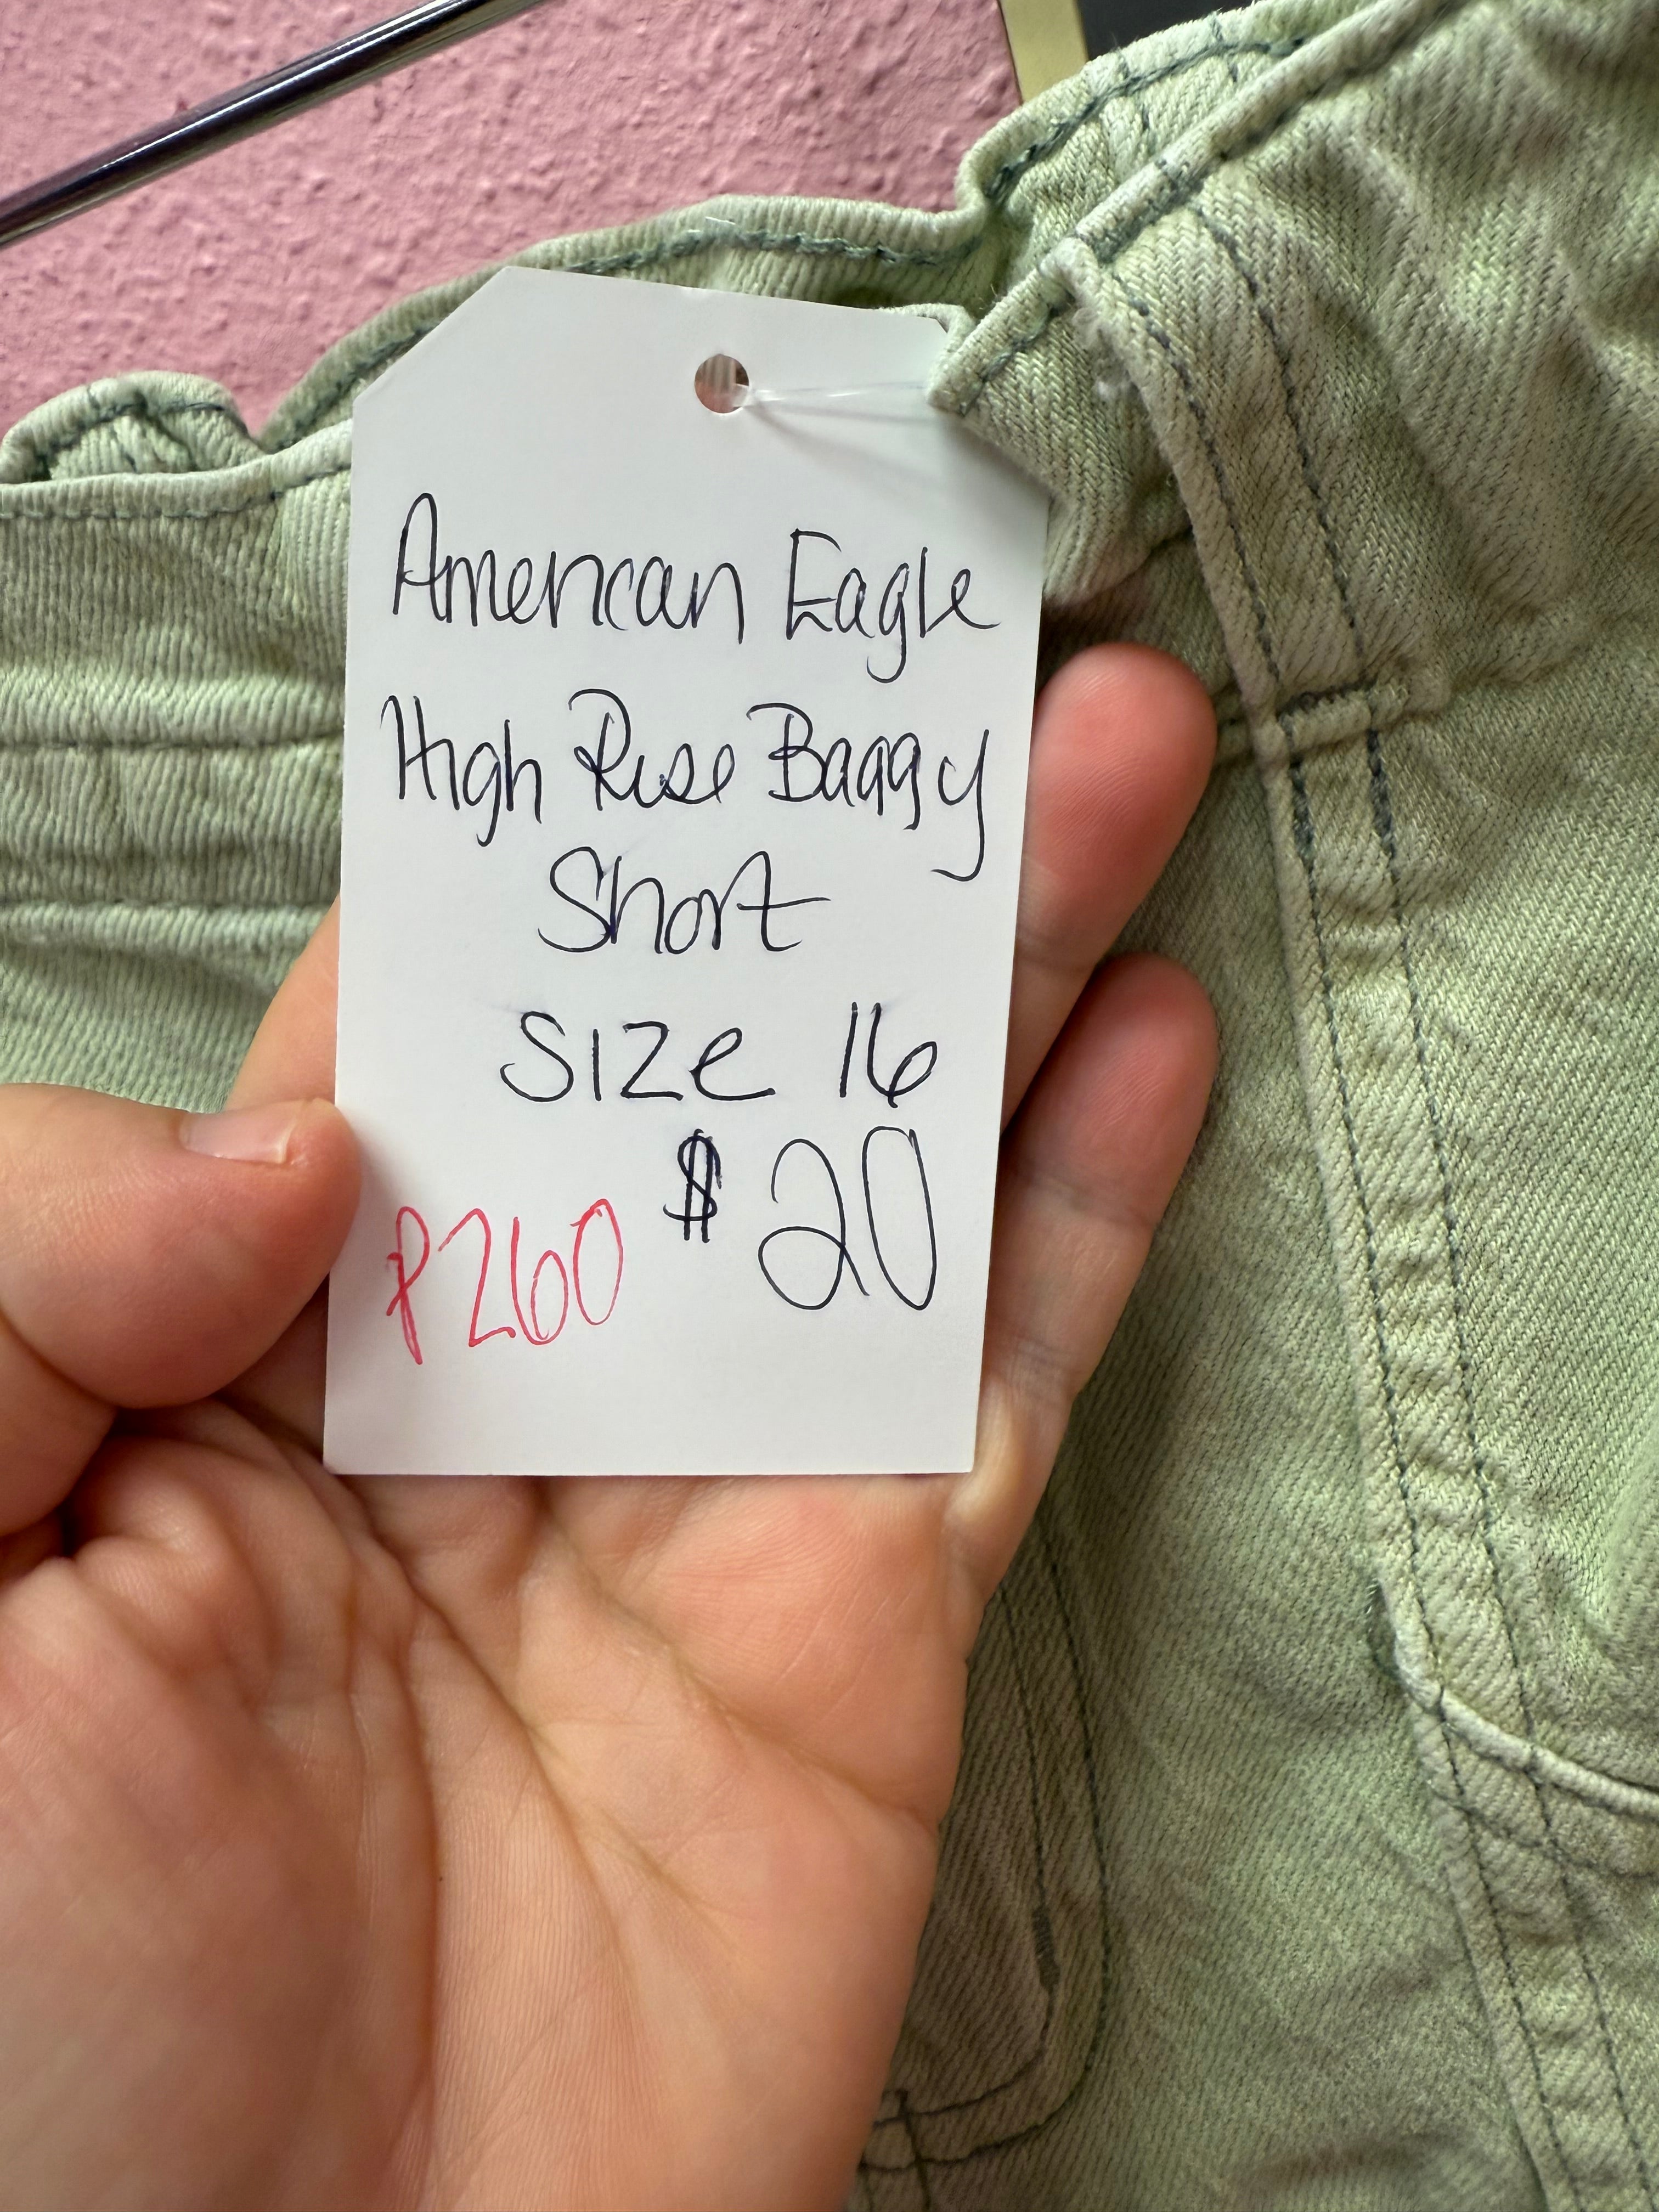 American Eagle
High Rise Baggy
Short
SIZE 16
$ 20
P260